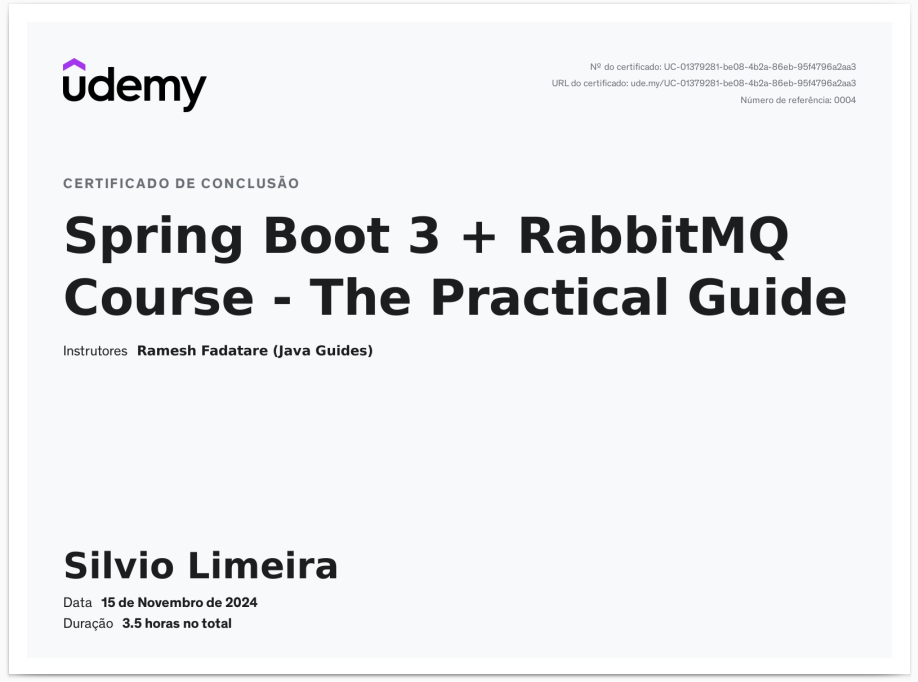 udemy
Nº do certificado: UC-01379281-be08-4b2a-86eb-95f4796a2aa3
URL do certificado: ude.my/UC-01379281-be08-4b2a-86eb-95f4796a2aa3
Número de referência: 0004
CERTIFICADO DE CONCLUSÃO
Spring Boot 3 + RabbitMQ
Course - The Practical Guide
Instrutores Ramesh Fadatare (Java Guides)
Silvio Limeira
Data 15 de Novembro de 2024
Duração 3.5 horas no total